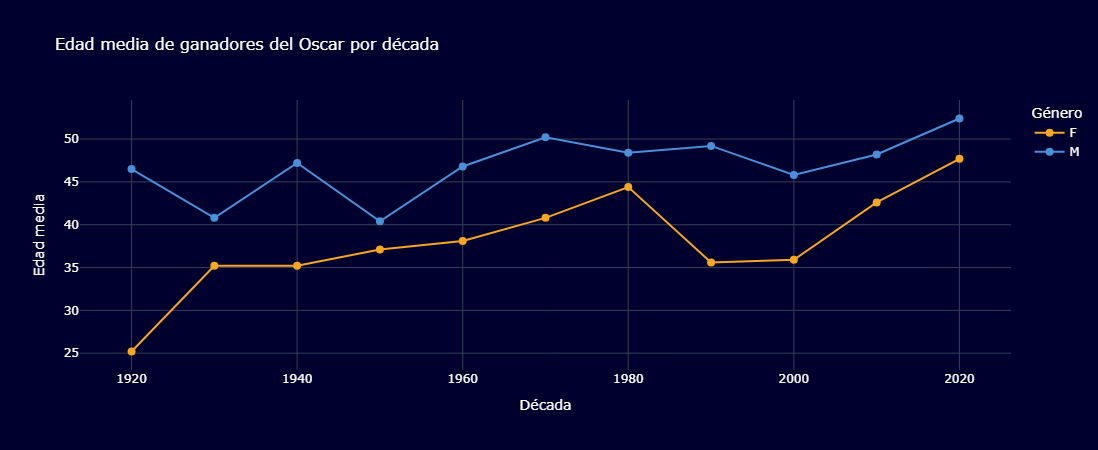 Edad media de ganadores del Oscar por década
Género
F
M
Edad media
50
45
40
35
30
25
1920
1940
1960
1980
2000
2020
Década